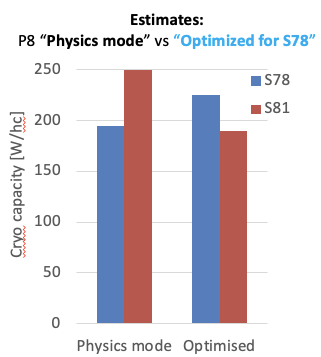 Estimates:
P8 “Physics mode” vs “Optimized for S78”
250
200
150
100
50
0
Cryo capacity [W/hc]
S78
S81
Physics mode
Optimised